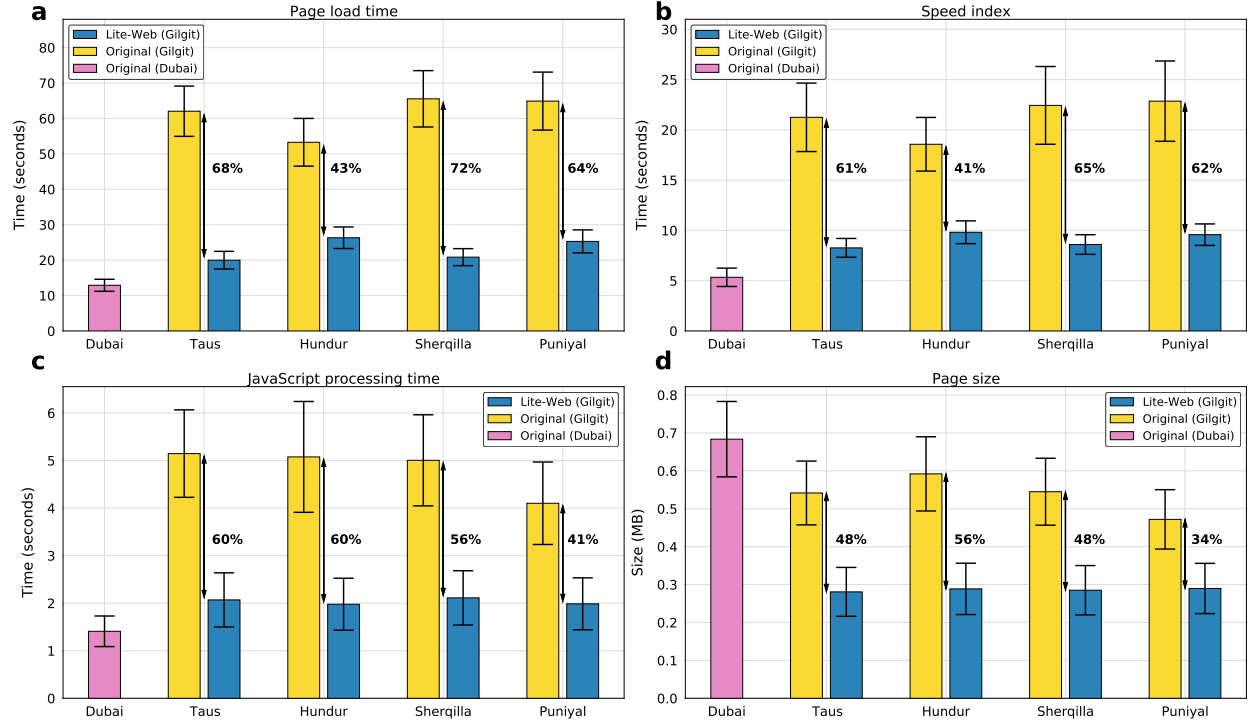 a
Page load time
Lite-Web (Gilgit)
Original (Gilgit)
Original (Dubai)
Time (seconds)
80
70
60
50
40
30
20
10
0
68%
43%
72%
64%
Dubai
Taus
Hundur
Sherqilla
Puniyal
b
Speed index
Lite-Web (Gilgit)
Original (Gilgit)
Original (Dubai)
Time (seconds)
30
25
20
15
10
5
0
61%
41%
65%
62%
Dubai
Taus
Hundur
Sherqilla
Puniyal
c
JavaScript processing time
Lite-Web (Gilgit)
Original (Gilgit)
Original (Dubai)
Time (seconds)
6
5
4
3
2
1
0
60%
60%
56%
41%
Dubai
Taus
Hundur
Sherqilla
Puniyal
d
Page size
Lite-Web (Gilgit)
Original (Gilgit)
Original (Dubai)
Size (MB)
0.8
0.7
0.6
0.5
0.4
0.3
0.2
0.1
0.0
48%
56%
48%
34%
Dubai
Taus
Hundur
Sherqilla
Puniyal